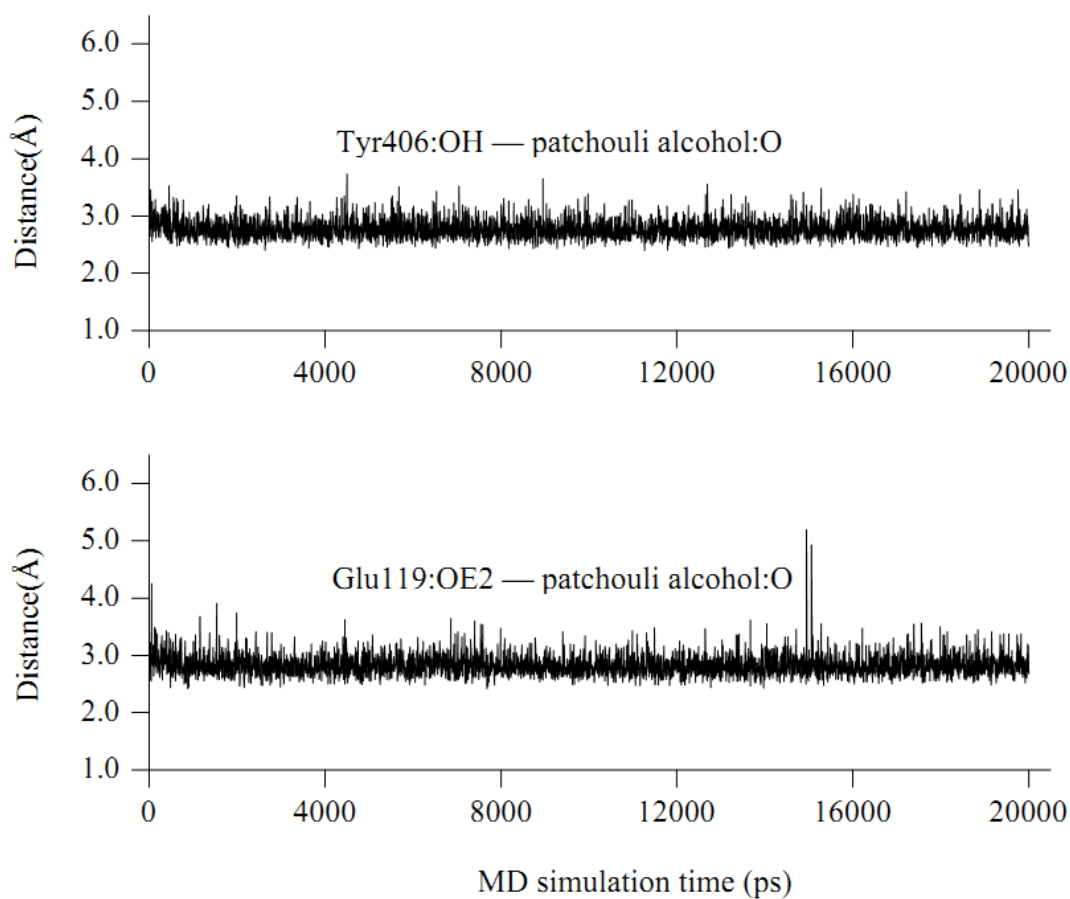 6.0
5.0
Tyr406:OH — patchouli alcohol:O
4.0
3.0
2.0
1.0
Distance(Å)
0 4000 8000 12000 16000 20000
6.0
5.0
Glu119:OE2 — patchouli alcohol:O
4.0
3.0
2.0
1.0
Distance(Å)
0 4000 8000 12000 16000 20000
MD simulation time (ps)